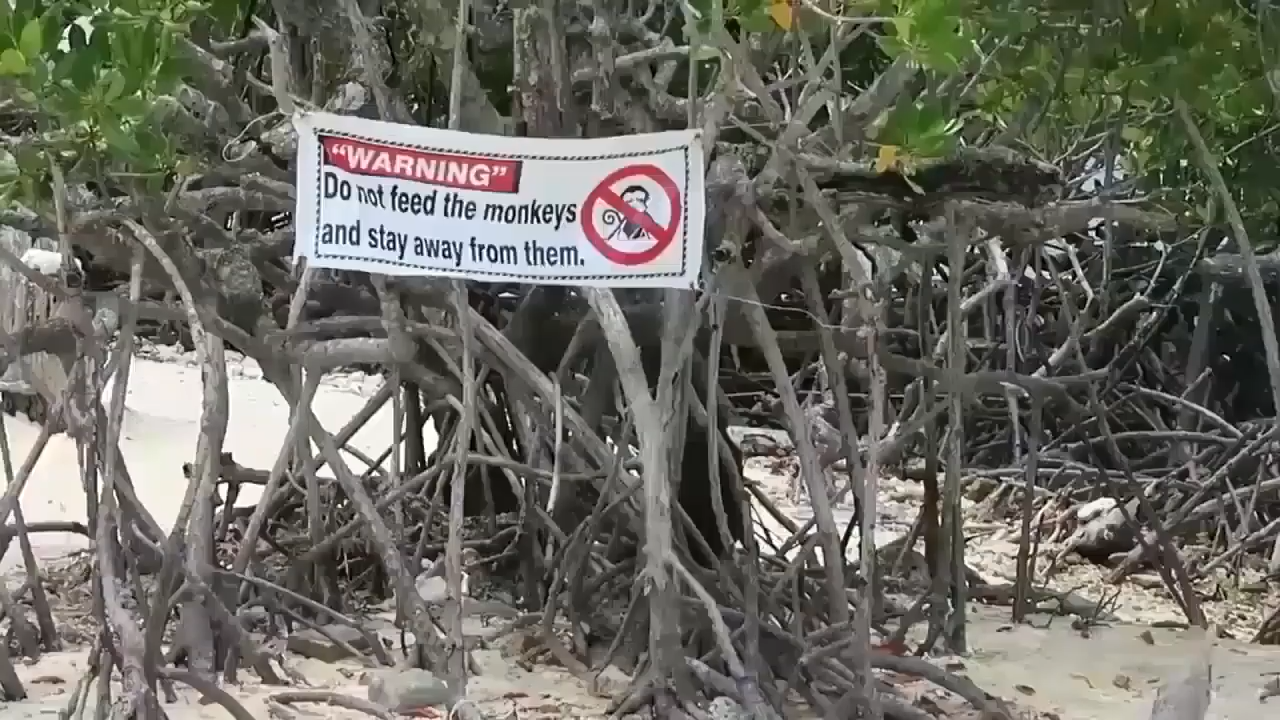 “WARNING”
Do not feed the monkeys
and stay away from them.